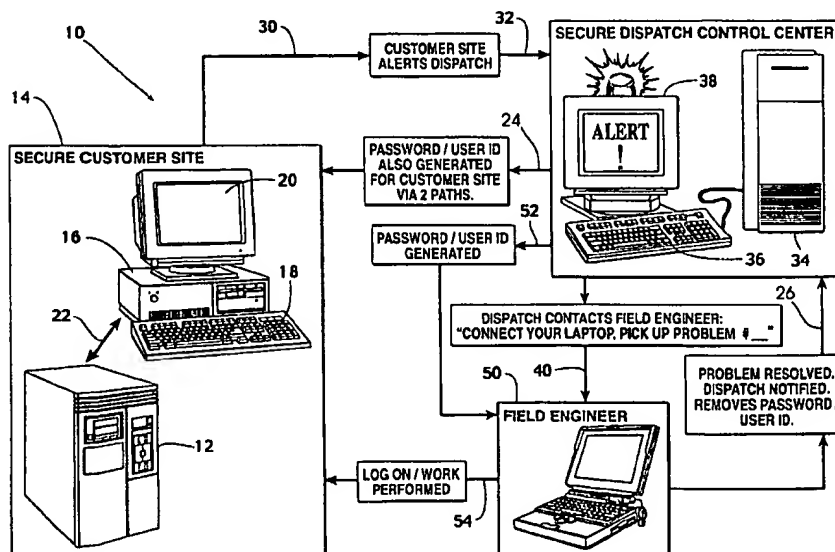 10
30
CUSTOMER SITE
ALERTS DISPATCH
32
SECURE DISPATCH CONTROL CENTER
38
ALERT
!
34
36
14
SECURE CUSTOMER SITE
20
16
18
22
12
24
PASSWORD / USER ID
ALSO GENERATED
FOR CUSTOMER SITE
VIA 2 PATHS.
52
PASSWORD / USER ID
GENERATED
DISPATCH CONTACTS FIELD ENGINEER:
"CONNECT YOUR LAPTOP, PICK UP PROBLEM #__"
26
40
50
FIELD ENGINEER
PROBLEM RESOLVED.
DISPATCH NOTIFIED.
REMOVES PASSWORD /
USER ID.
LOG ON / WORK
PERFORMED
54